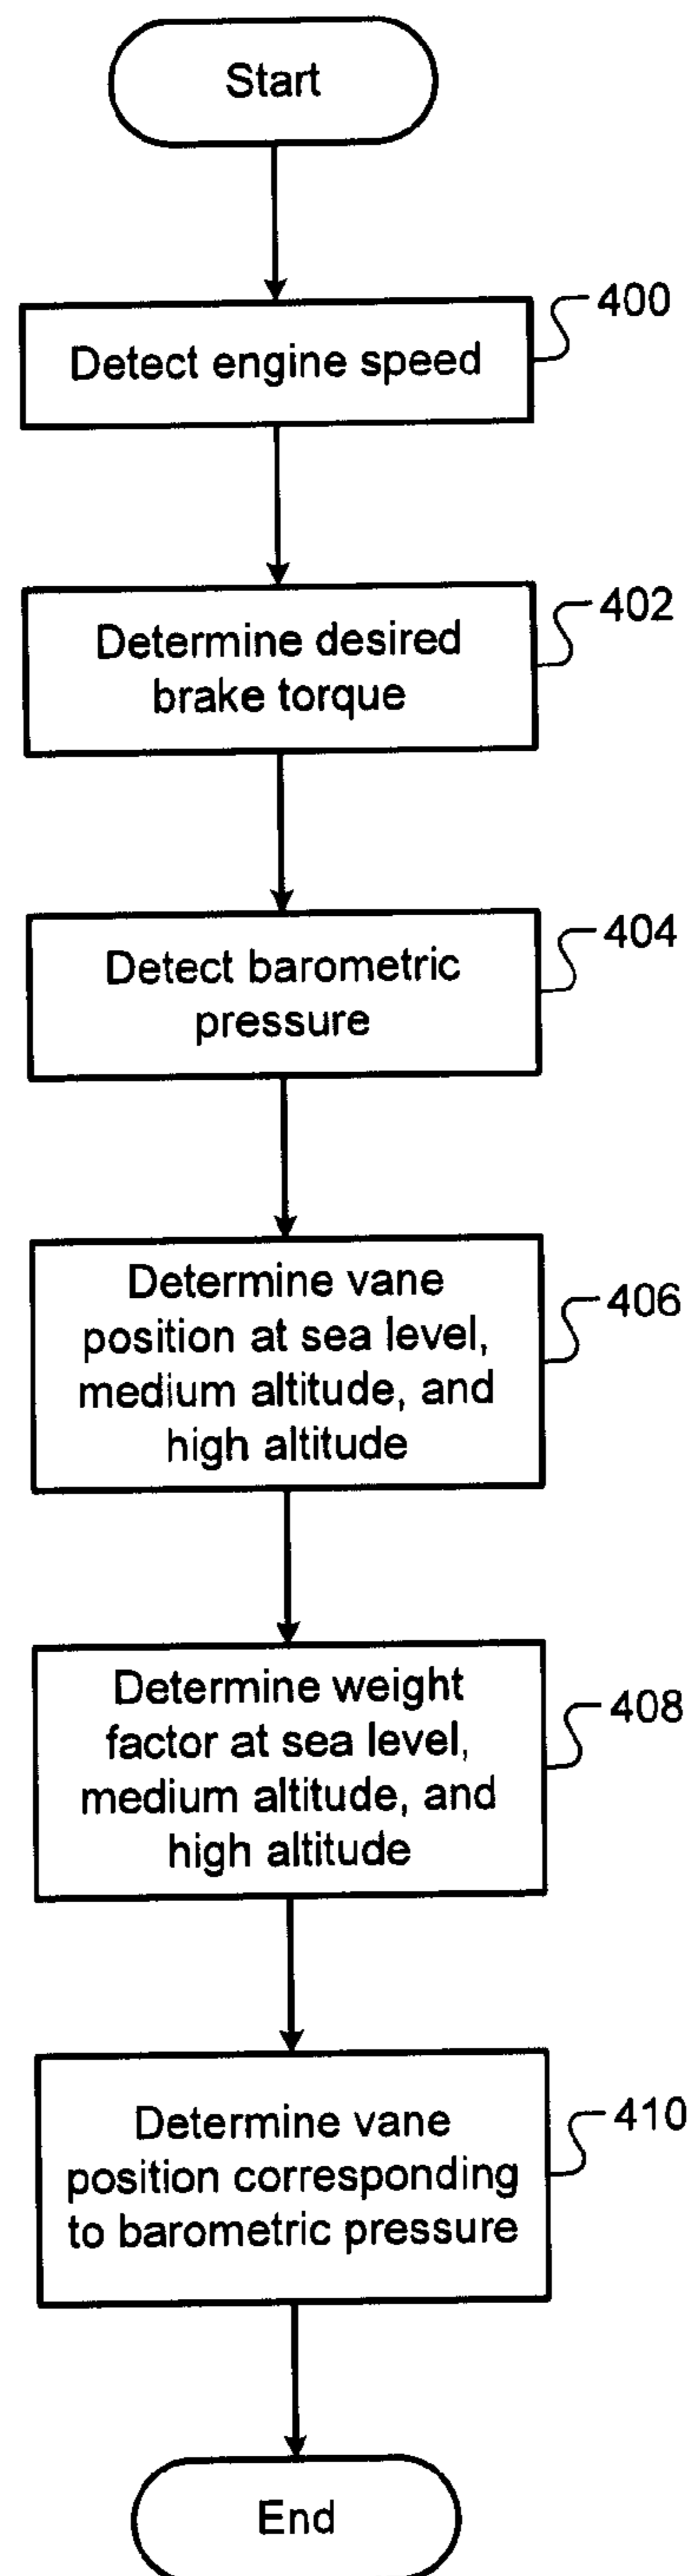 Start
400
Detect engine speed
402
Determine desired
brake torque
404
Detect barometric
pressure
406
Determine vane
position at sea level,
medium altitude, and
high altitude
408
Determine weight
factor at sea level,
medium altitude, and
high altitude
410
Determine vane
position corresponding
to barometric pressure
End